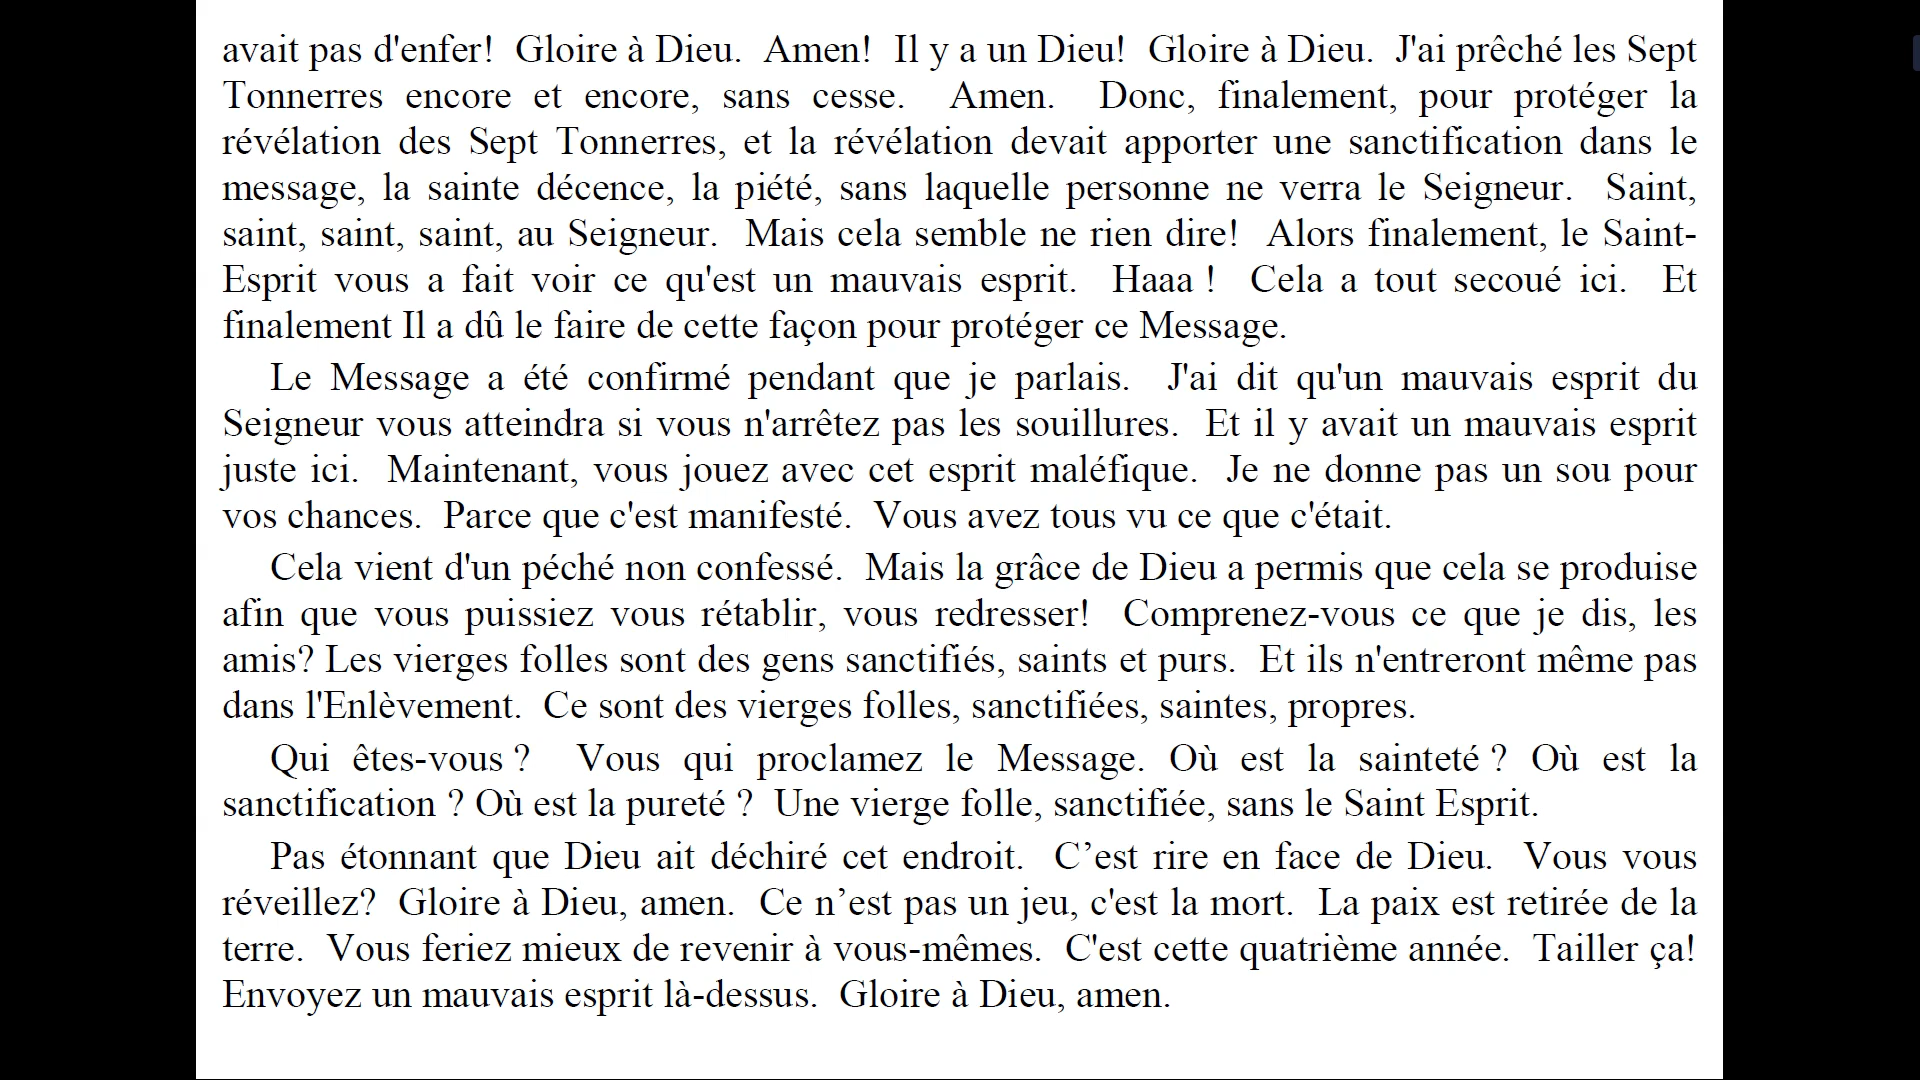 avait pas d'enfer!  Gloire à Dieu.  Amen!  Il y a un Dieu!  Gloire à Dieu.  J'ai prêché les Sept
Tonnerres encore et encore, sans cesse.  Amen.  Donc, finalement, pour protéger la
révélation des Sept Tonnerres, et la révélation devait apporter une sanctification dans le
message, la sainte décence, la piété, sans laquelle personne ne verra le Seigneur.  Saint,
saint, saint, saint, au Seigneur.  Mais cela semble ne rien dire!  Alors finalement, le Saint-
Esprit vous a fait voir ce qu'est un mauvais esprit.  Haaa !  Cela a tout secoué ici.  Et
finalement Il a dû le faire de cette façon pour protéger ce Message.
Le Message a été confirmé pendant que je parlais.  J'ai dit qu'un mauvais esprit du
Seigneur vous atteindra si vous n'arrêtez pas les souillures.  Et il y avait un mauvais esprit
juste ici.  Maintenant, vous jouez avec cet esprit maléfique.  Je ne donne pas un sou pour
vos chances.  Parce que c'est manifesté.  Vous avez tous vu ce que c'était.
Cela vient d'un péché non confessé.  Mais la grâce de Dieu a permis que cela se produise
afin que vous puissiez vous rétablir, vous redresser!  Comprenez-vous ce que je dis, les
amis? Les vierges folles sont des gens sanctifiés, saints et purs.  Et ils n'entreront même pas
dans l'Enlèvement.  Ce sont des vierges folles, sanctifiées, saintes, propres.
Qui êtes-vous ?  Vous qui proclamez le Message. Où est la sainteté ? Où est la
sanctification ? Où est la pureté ?  Une vierge folle, sanctifiée, sans le Saint Esprit.
Pas étonnant que Dieu ait déchiré cet endroit.  C’est rire en face de Dieu.  Vous vous
réveillez?  Gloire à Dieu, amen.  Ce n’est pas un jeu, c'est la mort.  La paix est retirée de la
terre.  Vous feriez mieux de revenir à vous-mêmes.  C'est cette quatrième année.  Tailler ça!
Envoyez un mauvais esprit là-dessus.  Gloire à Dieu, amen.